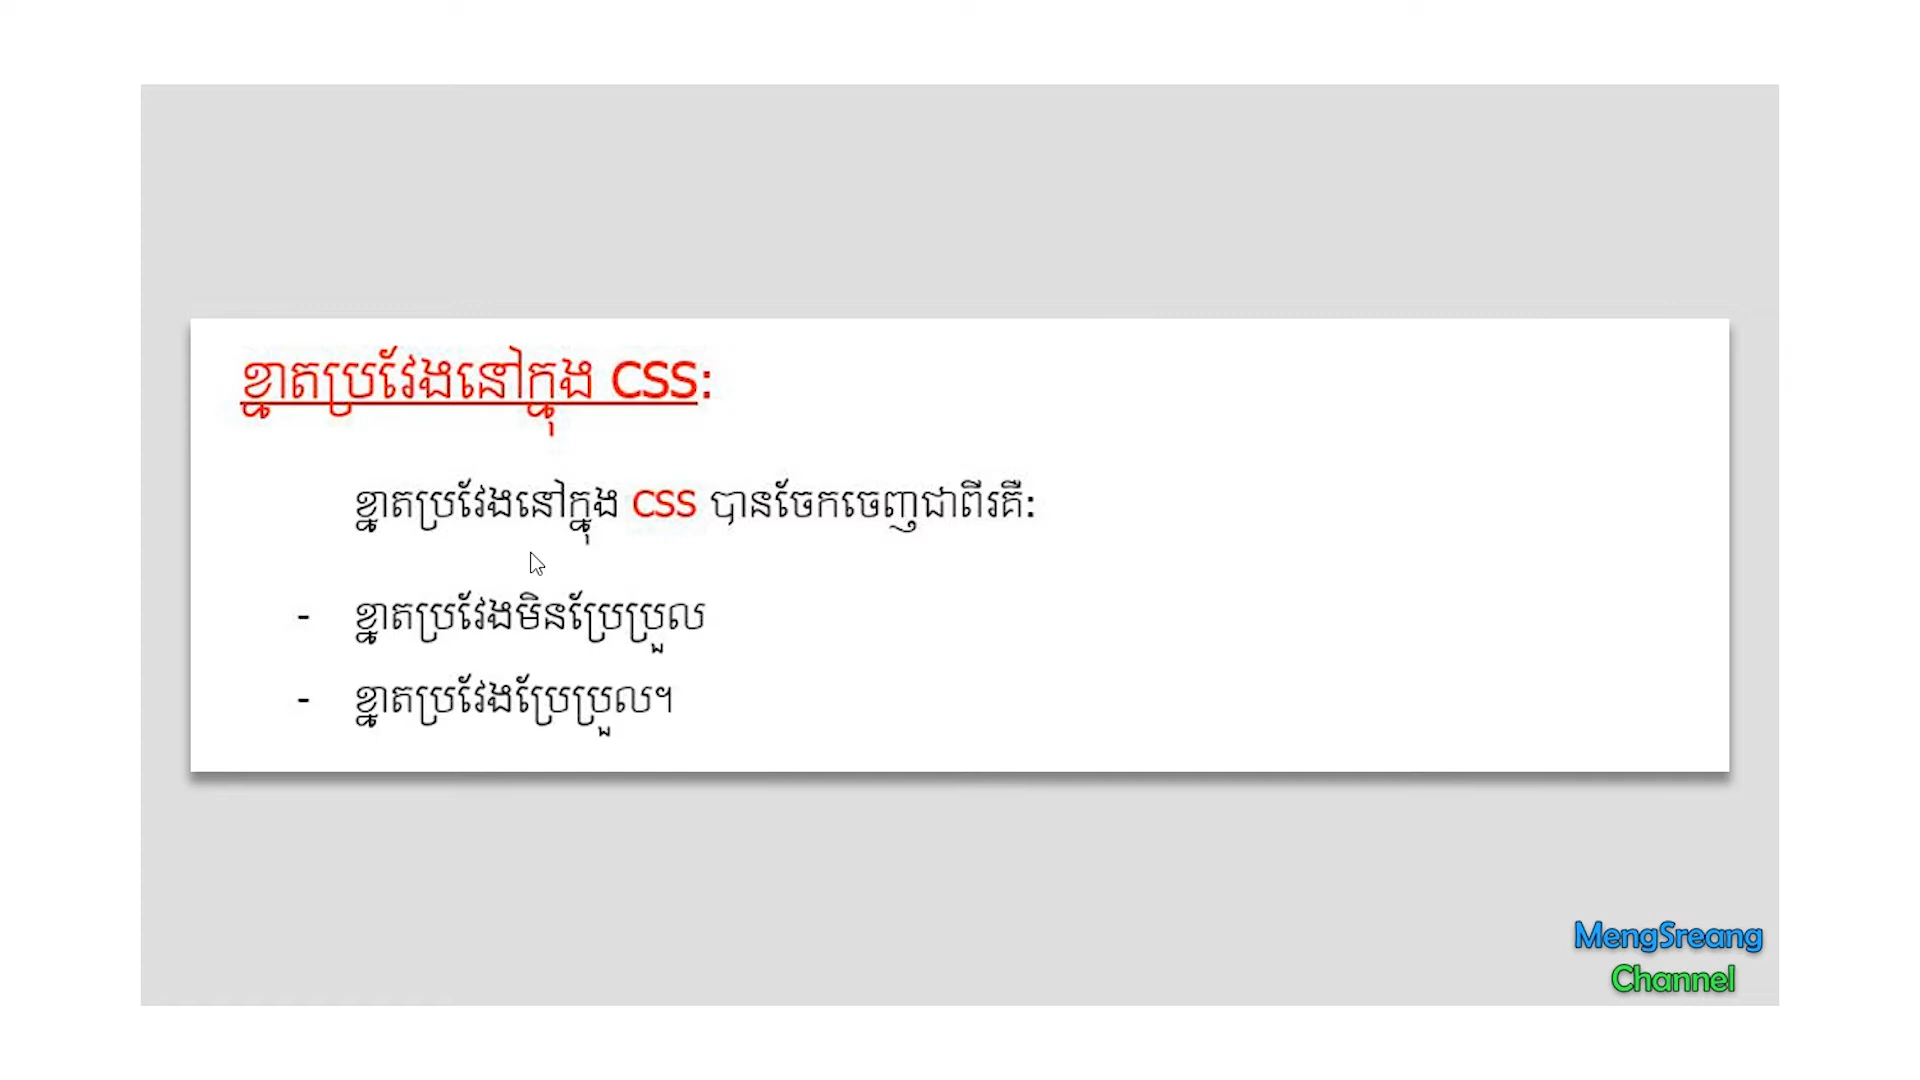 ខ្នាតប្រវែងនៅក្នុង CSS:
ខ្នាតប្រវែងនៅក្នុង CSS បានចែកចេញជាពីរគឺ:
- ខ្នាតប្រវែងមិនប្រែប្រួល
- ខ្នាតប្រវែងប្រែប្រួល។
MengSreang
Channel